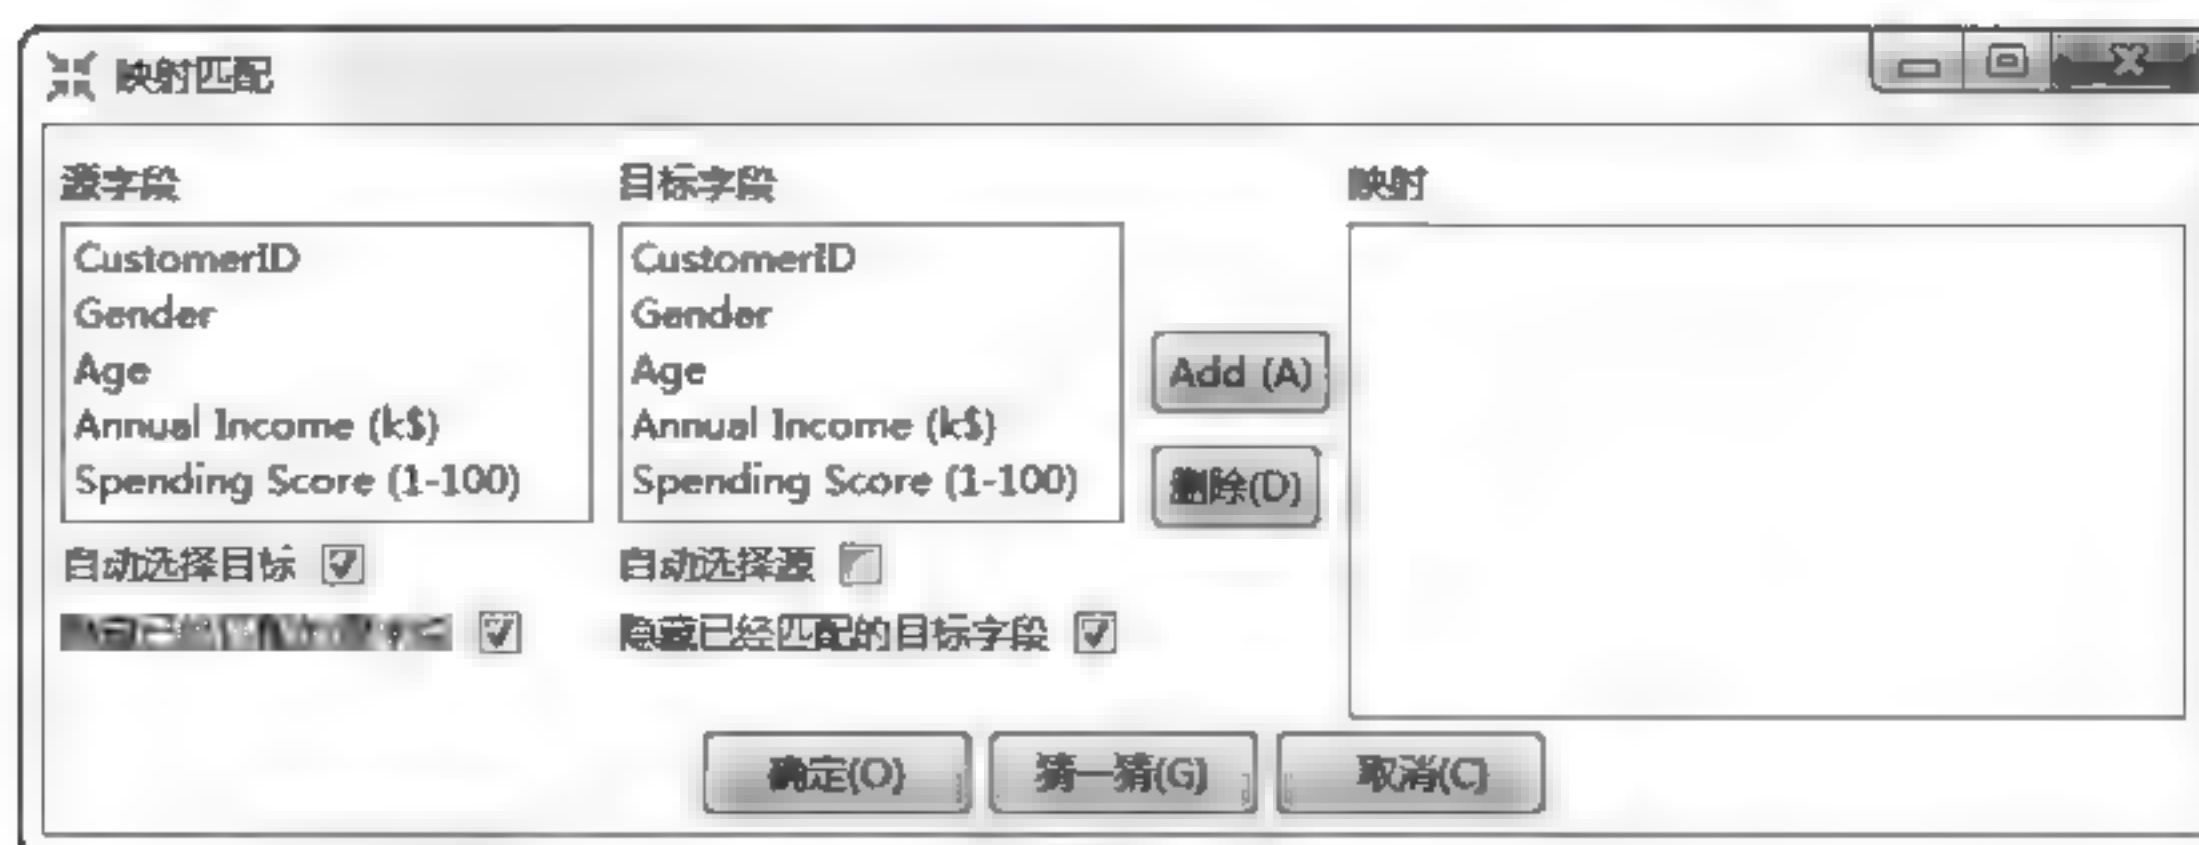 映射匹配
源字段
目标字段
映射
CustomerID
Gender
Age
Annual Income (k$)
Spending Score (1-100)
CustomerID
Gender
Age
Annual Income (k$)
Spending Score (1-100)
Add (A)
删除(D)
自动选择目标
自动选择源
隐藏已经匹配的目标字段
确定(O)
猜一猜(G)
取消(C)